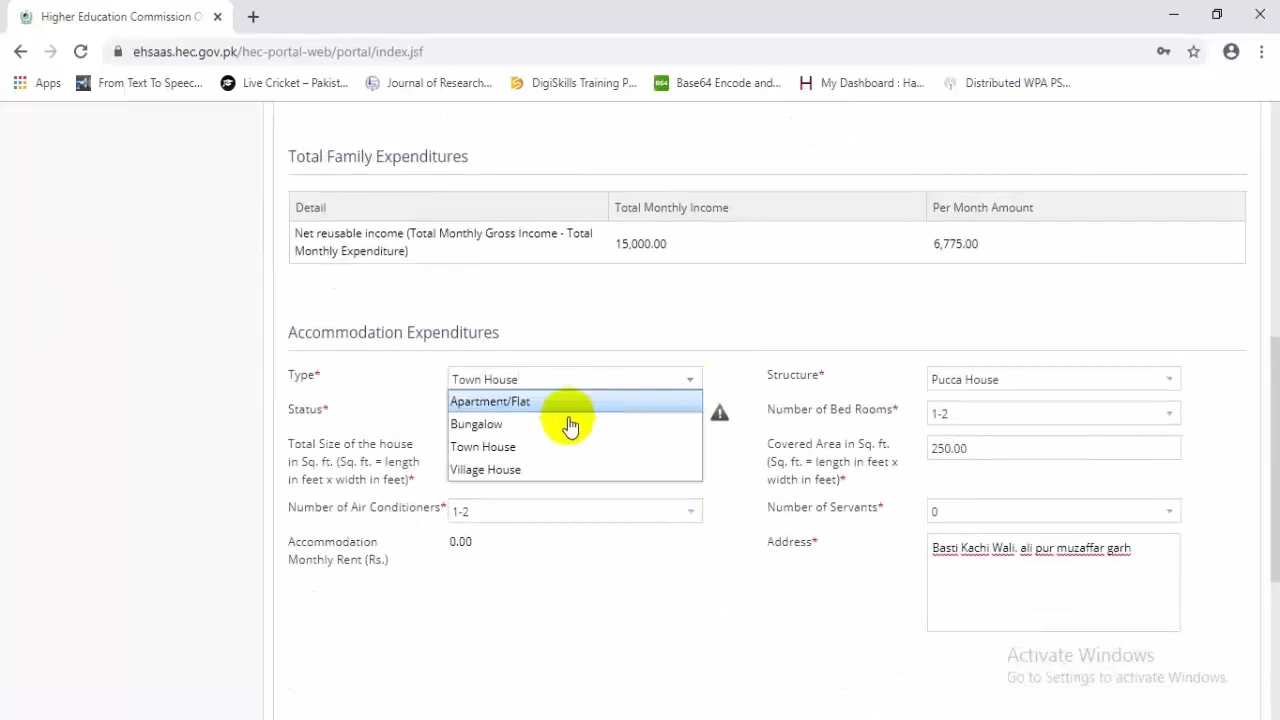 Higher Education Commission O
ehsaas.hec.gov.pk/hec-portal-web/portal/index.jsf
Apps From Text To Speec... Live Cricket – Pakist... Journal of Research... DigiSkills Training P... B64 Base64 Encode and... H My Dashboard : Ha... Distributed WPA PS...
Total Family Expenditures
Detail Total Monthly Income Per Month Amount
Net reusable income (Total Monthly Gross Income - Total
Monthly Expenditure) 15,000.00 6,775.00
Accommodation Expenditures
Type* Town House Structure* Pucca House
Apartment/Flat
Status* Number of Bed Rooms* 1-2
Bungalow
Total Size of the house Town House Covered Area in Sq. ft. 250.00
in Sq. ft. (Sq. ft. = length Village House (Sq. ft. = length in feet x
in feet x width in feet)* width in feet)*
Number of Air Conditioners* 1-2 Number of Servants* 0
Accommodation 0.00 Address* Basti Kachi Wali. ali pur muzaffar garh
Monthly Rent (Rs.)
Activate Windows
Go to Settings to activate Windows.